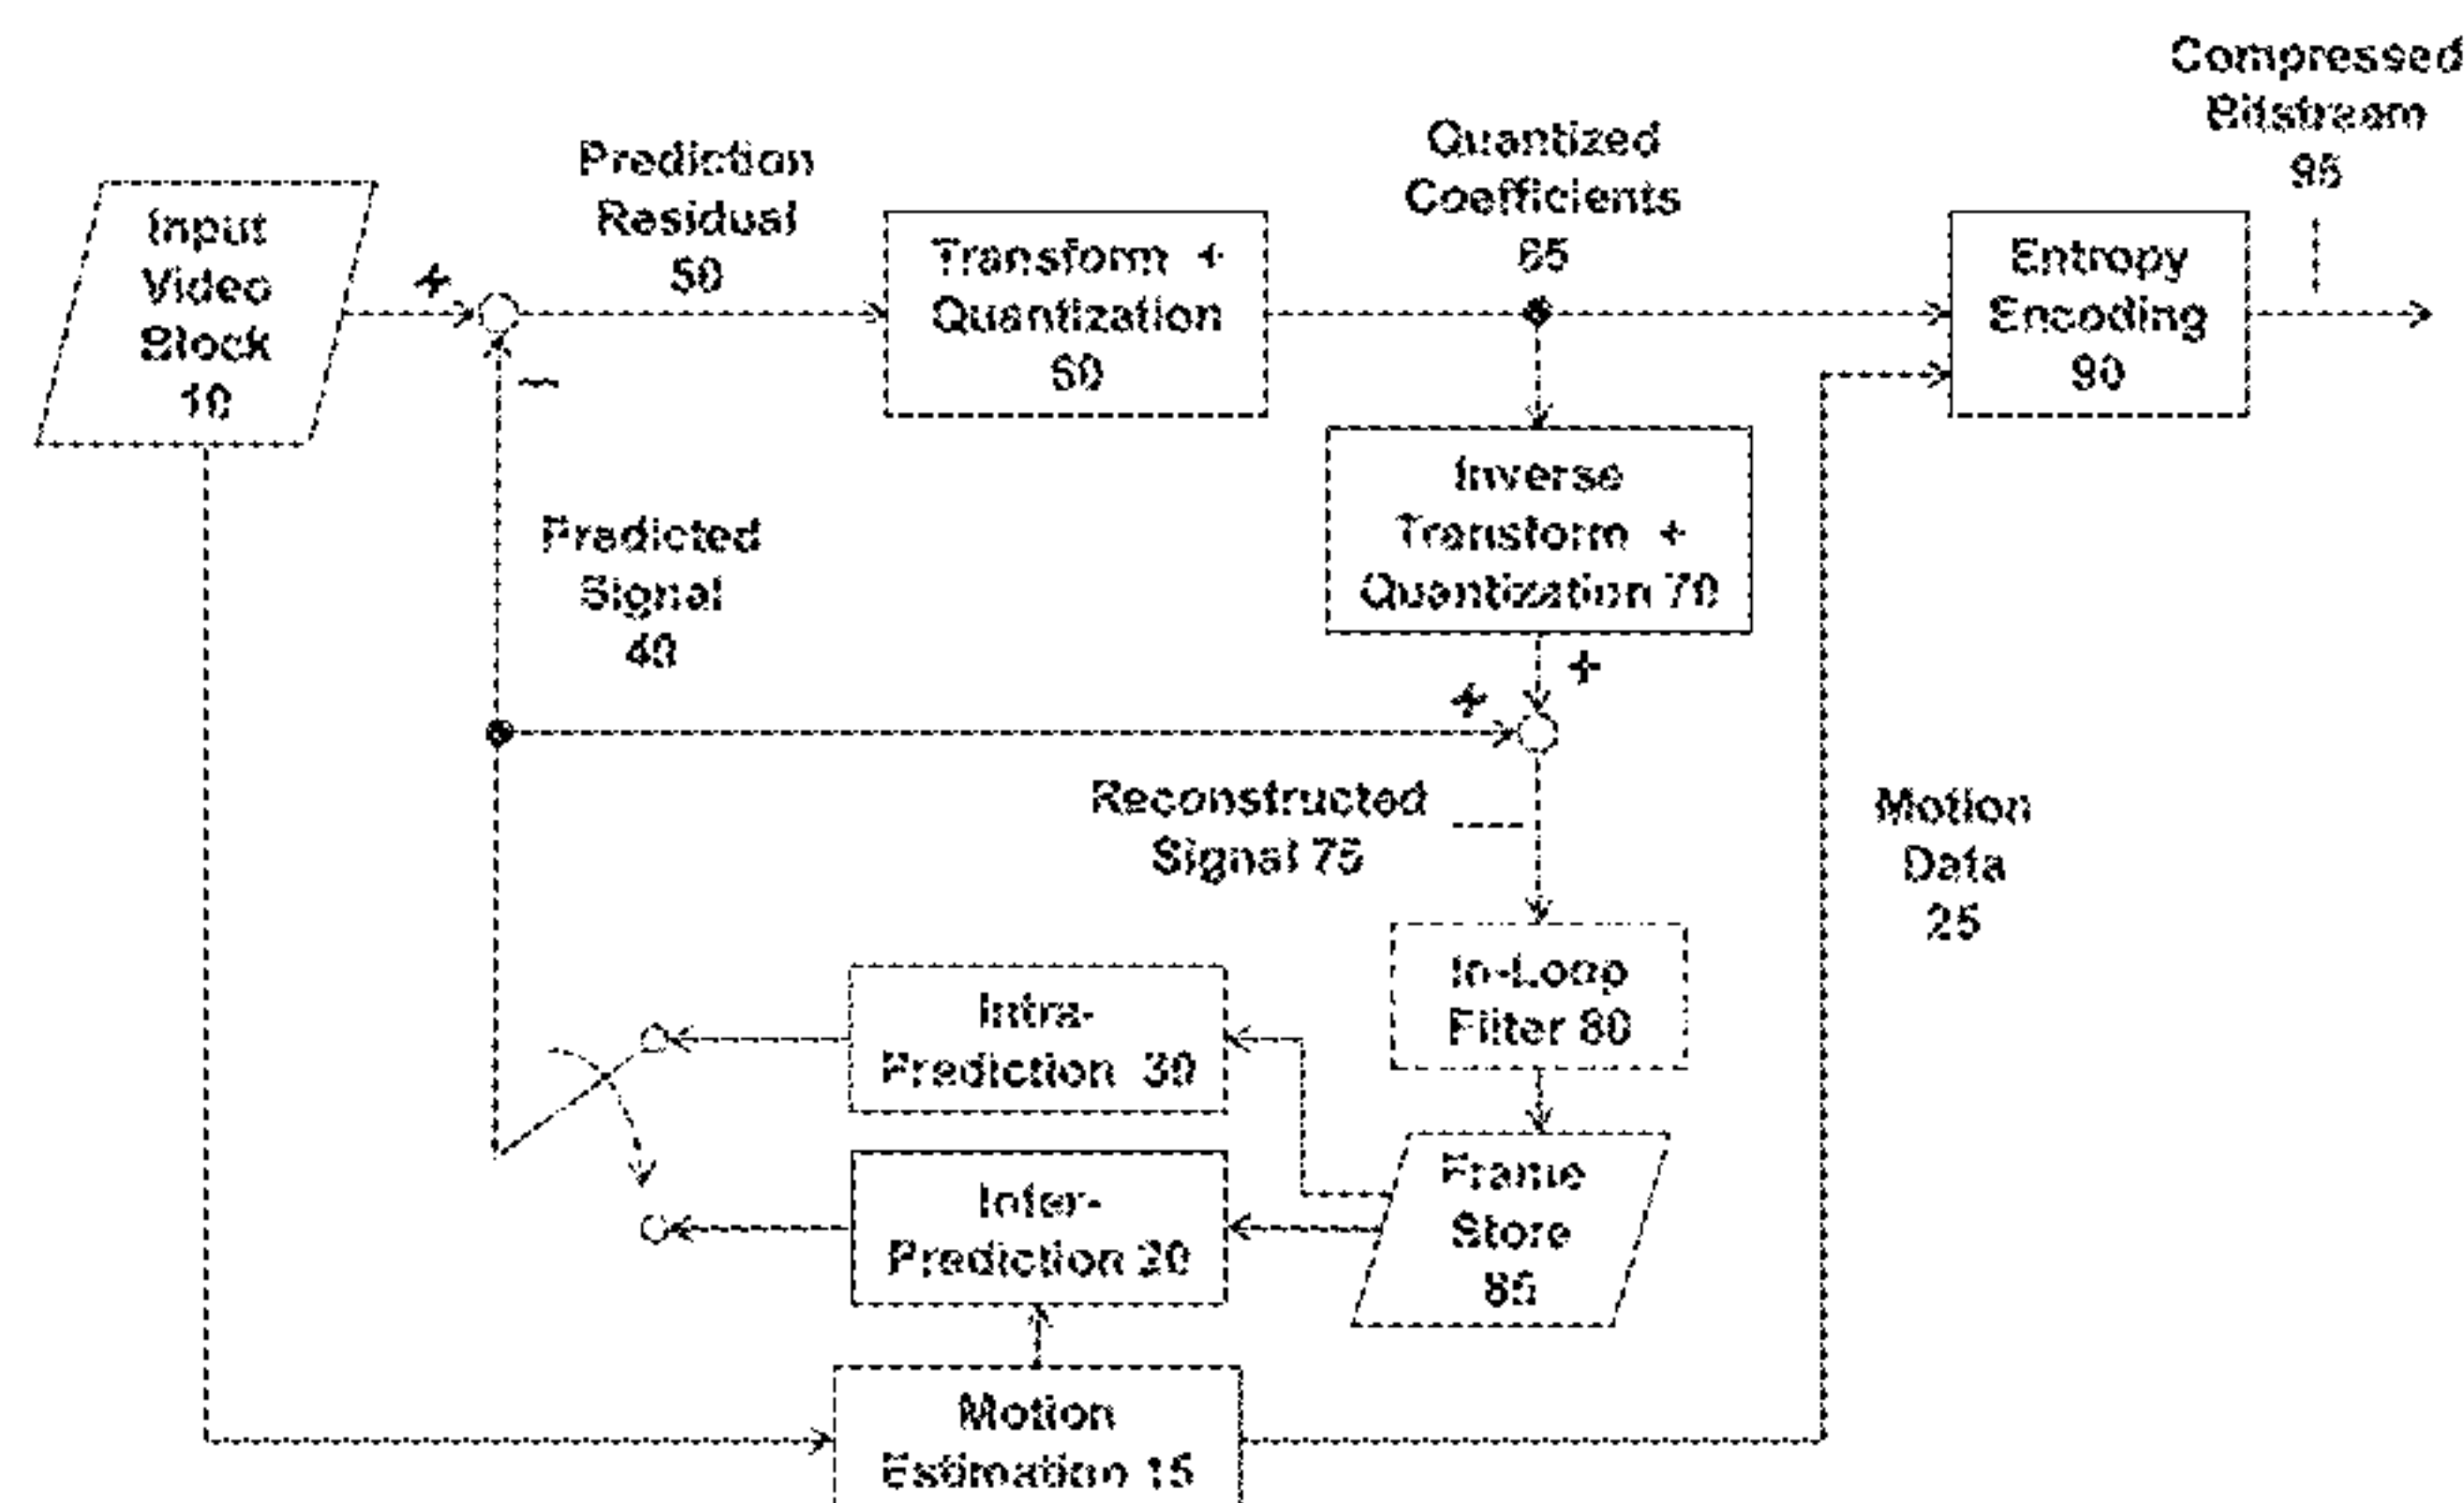 Compressed
Bitstream
95
Quantized
Coefficients
65
Prediction
Residual
50
Input
Video
Block
10
+
Transform +
Quantization
60
Entropy
Encoding
90
−
Inverse
Transform +
Quantization 70
Predicted
Signal
40
+
+
Reconstructed
Signal 75
Motion
Data
25
In-Loop
Filter 80
Intra-
Prediction 30
Frame
Store
85
Inter-
Prediction 20
Motion
Estimation 15